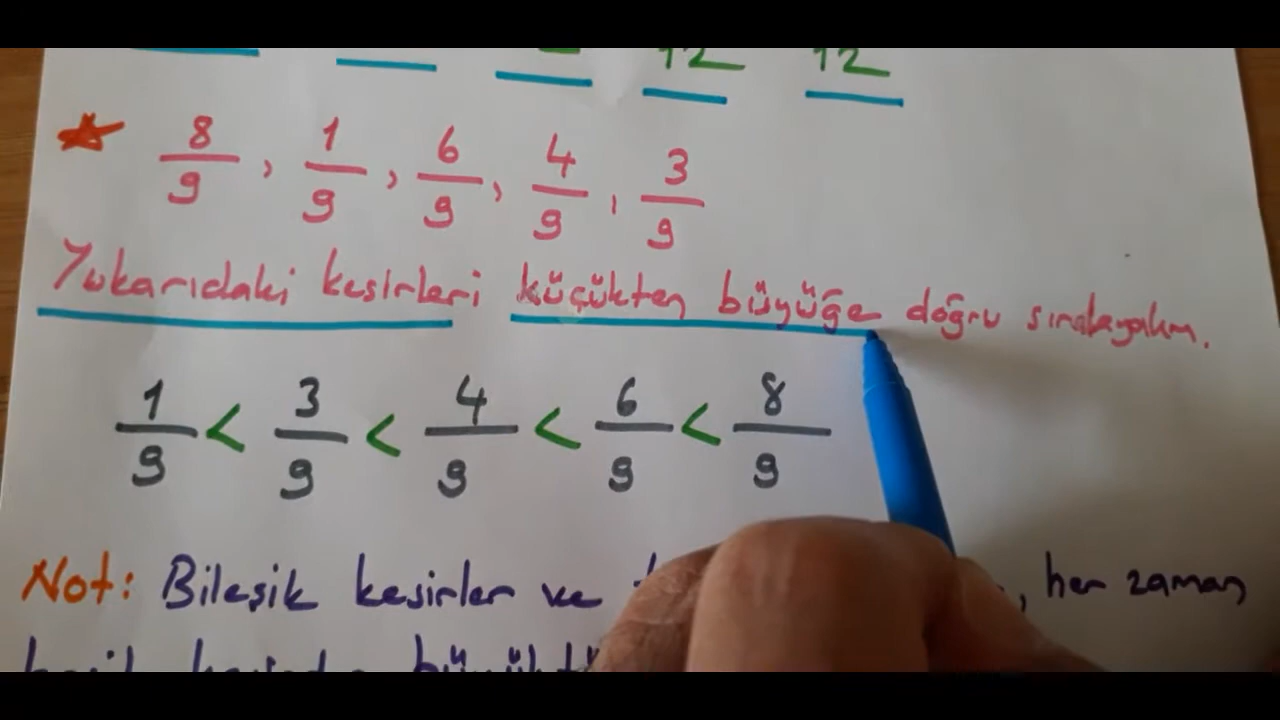 12 12
8/9 , 1/9 , 6/9 , 4/9 , 3/9
Yukarıdaki kesirleri küçükten büyüğe doğru sıralayalım.
1/9 < 3/9 < 4/9 < 6/9 < 8/9
Not: Bileşik kesirler ve , her zaman